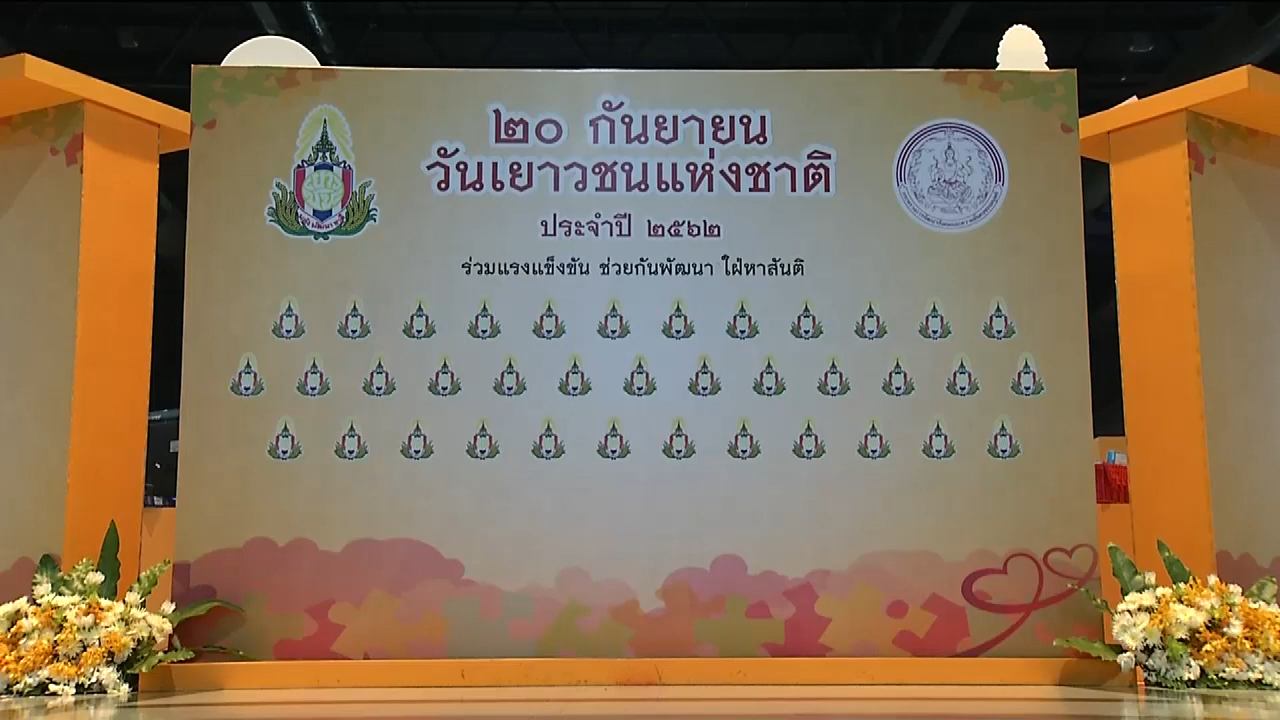 ๒๐ กันยายน
วันเยาวชนแห่งชาติ
ประจำปี ๒๕๖๒
ร่วมแรงแข็งขัน ช่วยกันพัฒนา ใฝ่หาสันติ